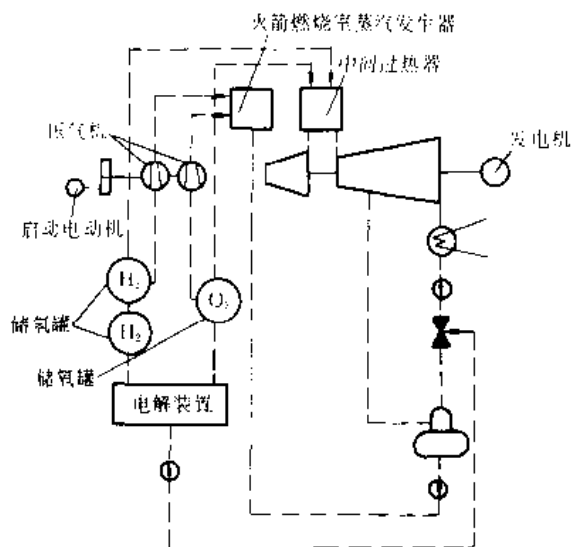 火箭燃烧室蒸汽发生器
中间过热器
压气机
发电机
启动电动机
H₂
O₂
储氢罐
H₂
储氧罐
电解装置